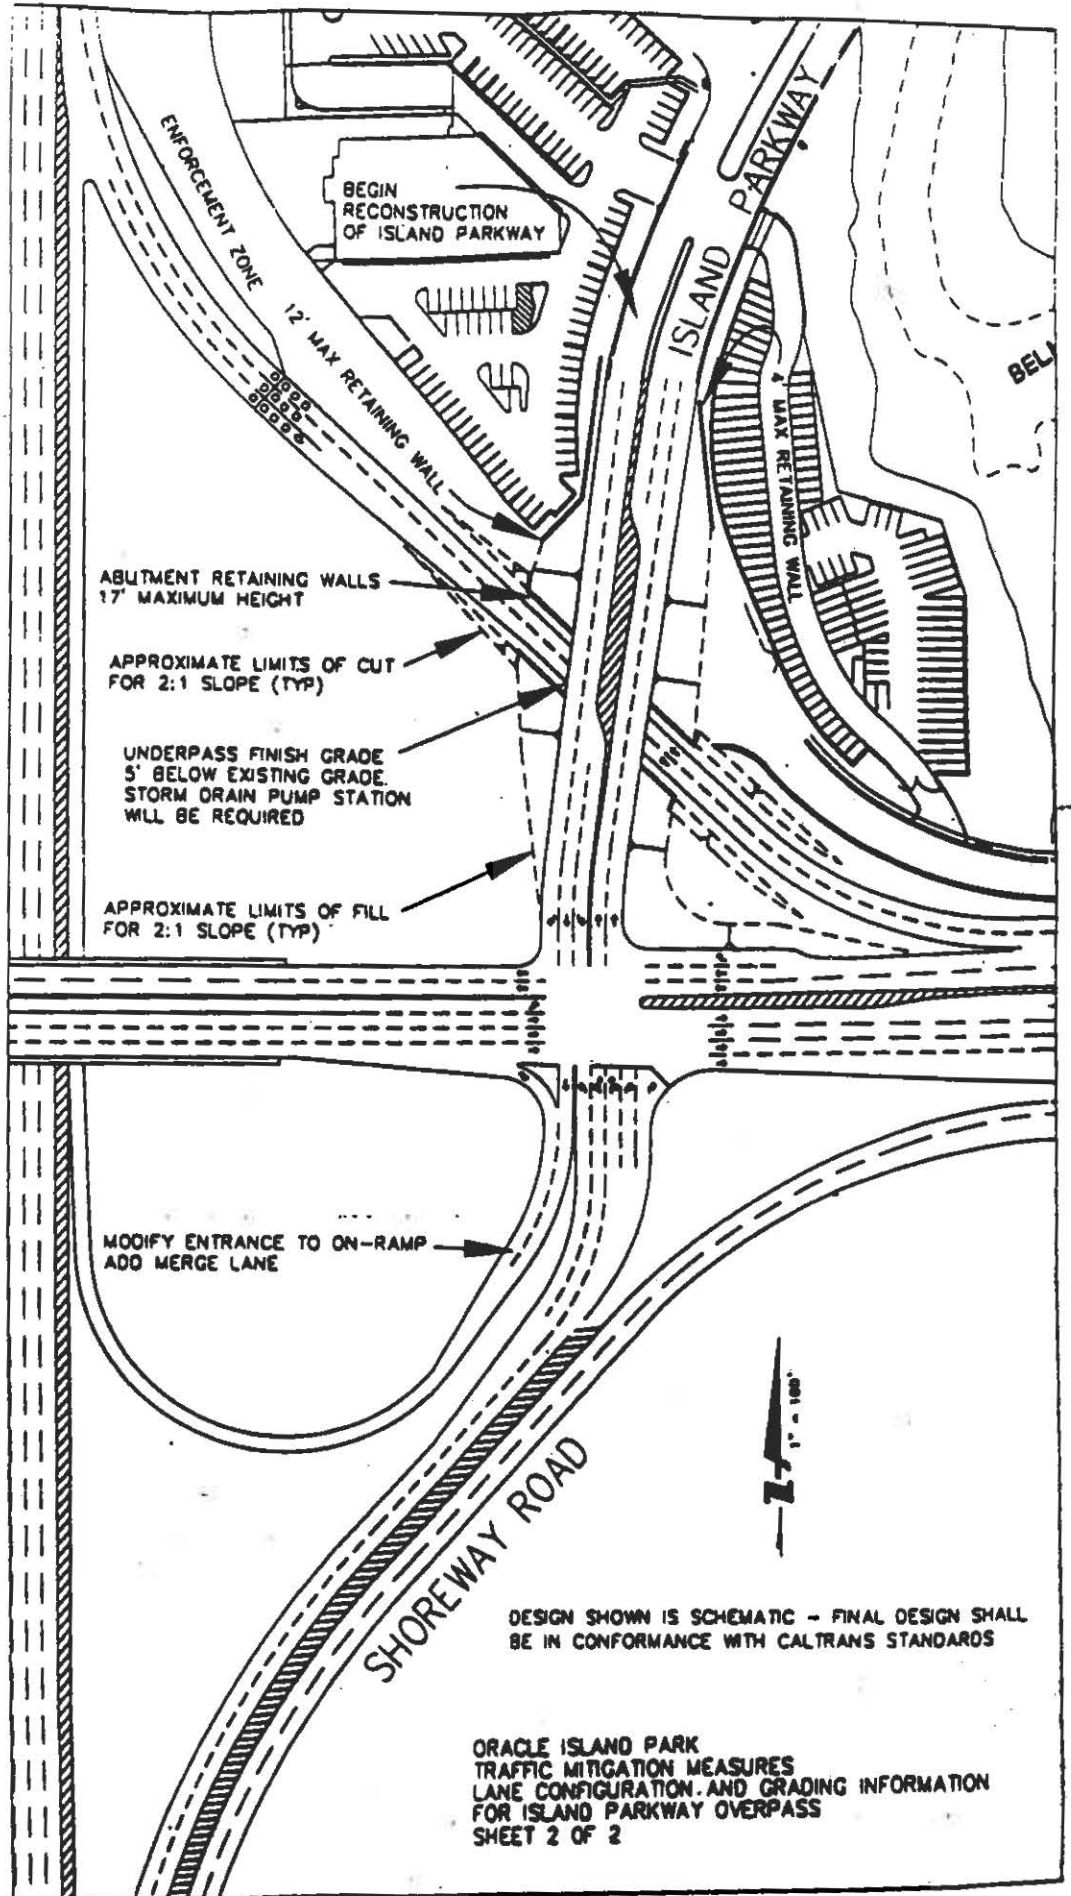 ENFORCEMENT ZONE
12' MAX RETAINING WALL
BEGIN
RECONSTRUCTION
OF ISLAND PARKWAY
ISLAND PARKWAY
4' MAX RETAINING WALL
ABUTMENT RETAINING WALLS
17' MAXIMUM HEIGHT
APPROXIMATE LIMITS OF CUT
FOR 2:1 SLOPE (TYP)
UNDERPASS FINISH GRADE
5' BELOW EXISTING GRADE.
STORM DRAIN PUMP STATION
WILL BE REQUIRED
APPROXIMATE LIMITS OF FILL
FOR 2:1 SLOPE (TYP)
MODIFY ENTRANCE TO ON-RAMP
ADD MERGE LANE
SHOREWAY ROAD
N
1" = 100'
DESIGN SHOWN IS SCHEMATIC - FINAL DESIGN SHALL
BE IN CONFORMANCE WITH CALTRANS STANDARDS
ORACLE ISLAND PARK
TRAFFIC MITIGATION MEASURES
LANE CONFIGURATION AND GRADING INFORMATION
FOR ISLAND PARKWAY OVERPASS
SHEET 2 OF 2